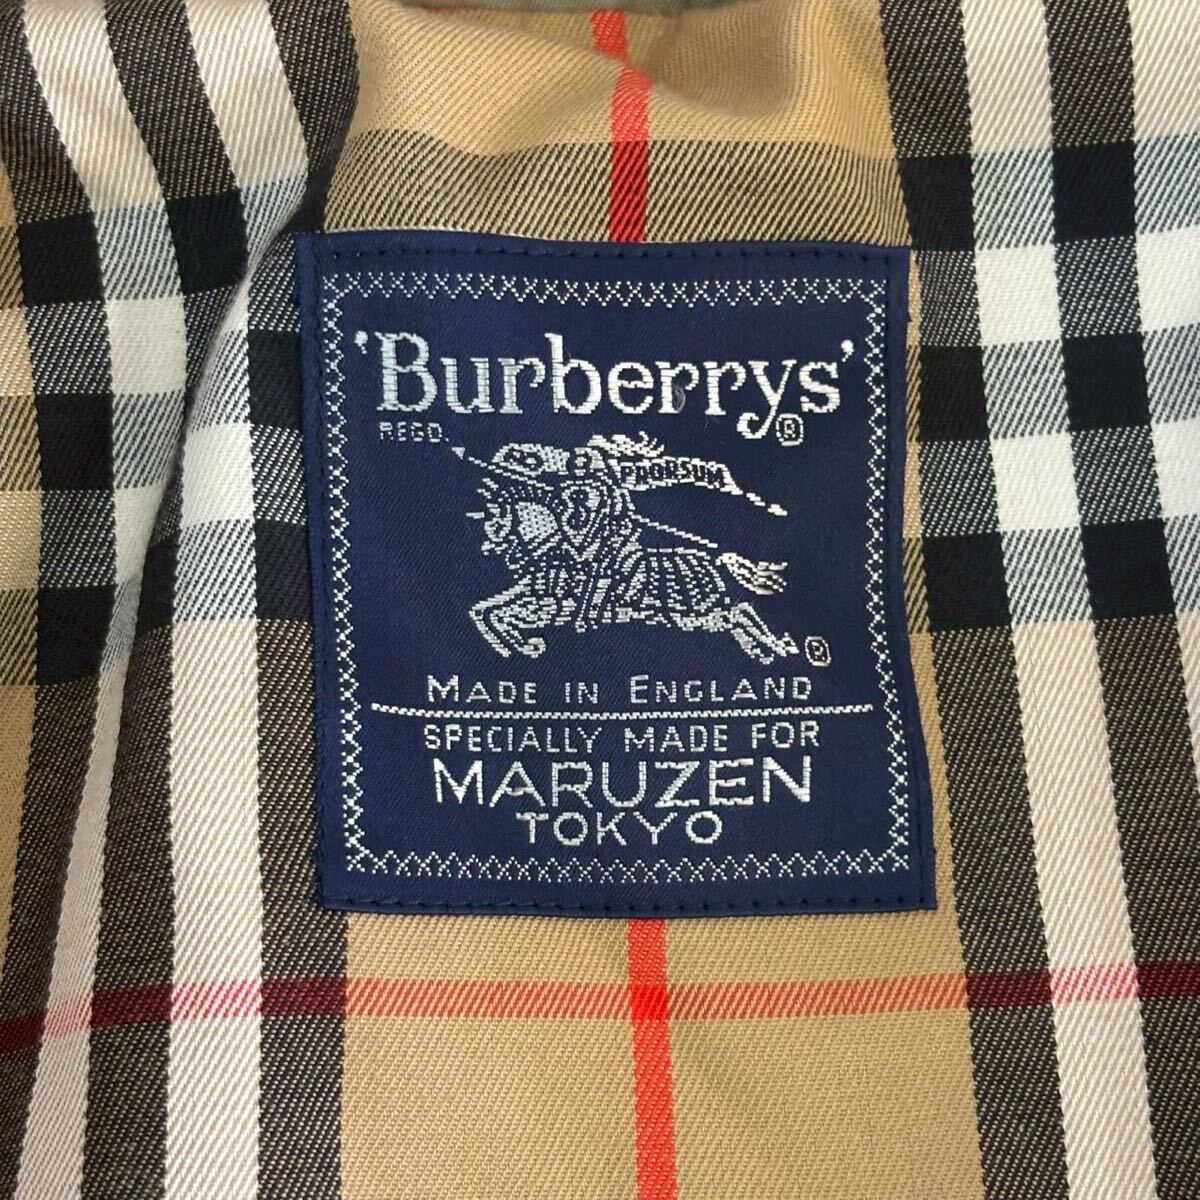 'Burberrys'
REGD.
®
PRORSUM
®
MADE IN ENGLAND
SPECIALLY MADE FOR
MARUZEN
TOKYO